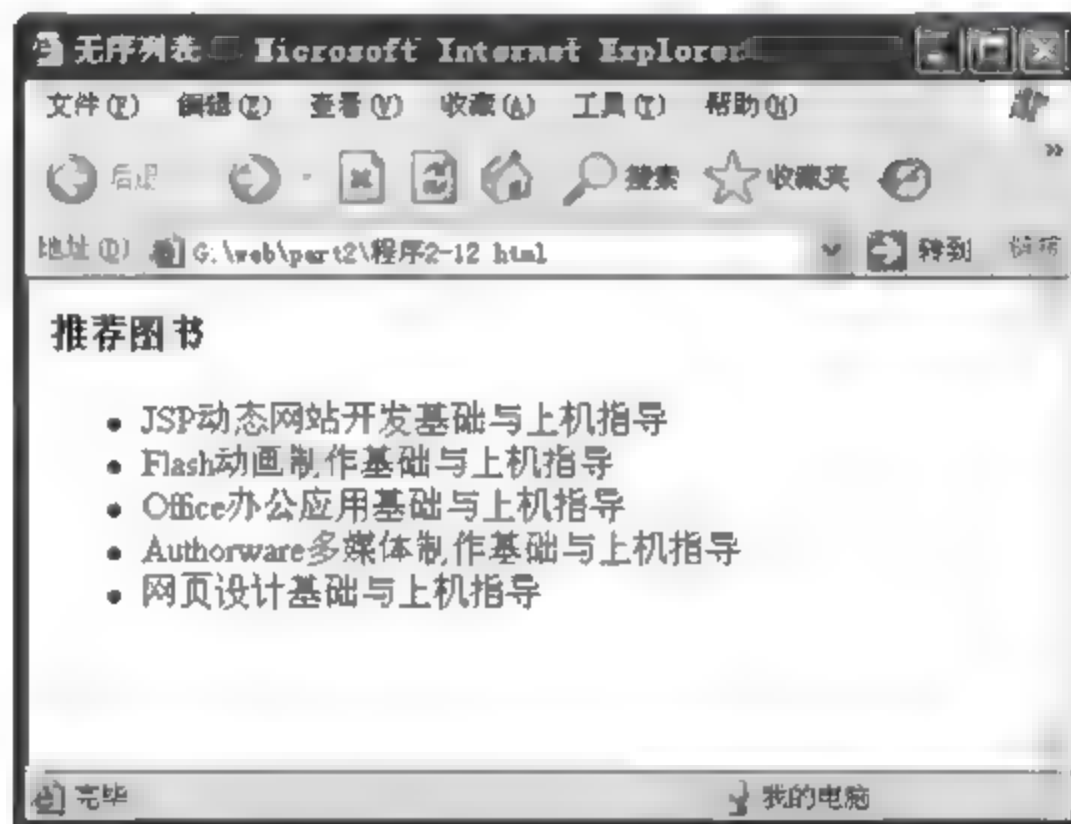 无序列表 Microsoft Internet Explorer
文件(F) 编辑(E) 查看(V) 收藏(A) 工具(T) 帮助(H)
后退 搜索 收藏夹 »
地址(D) G:\web\part2\程序2-12 html 转到 链接
推荐图书
• JSP动态网站开发基础与上机指导
• Flash动画制作基础与上机指导
• Office办公应用基础与上机指导
• Authorware多媒体制作基础与上机指导
• 网页设计基础与上机指导
完毕 我的电脑